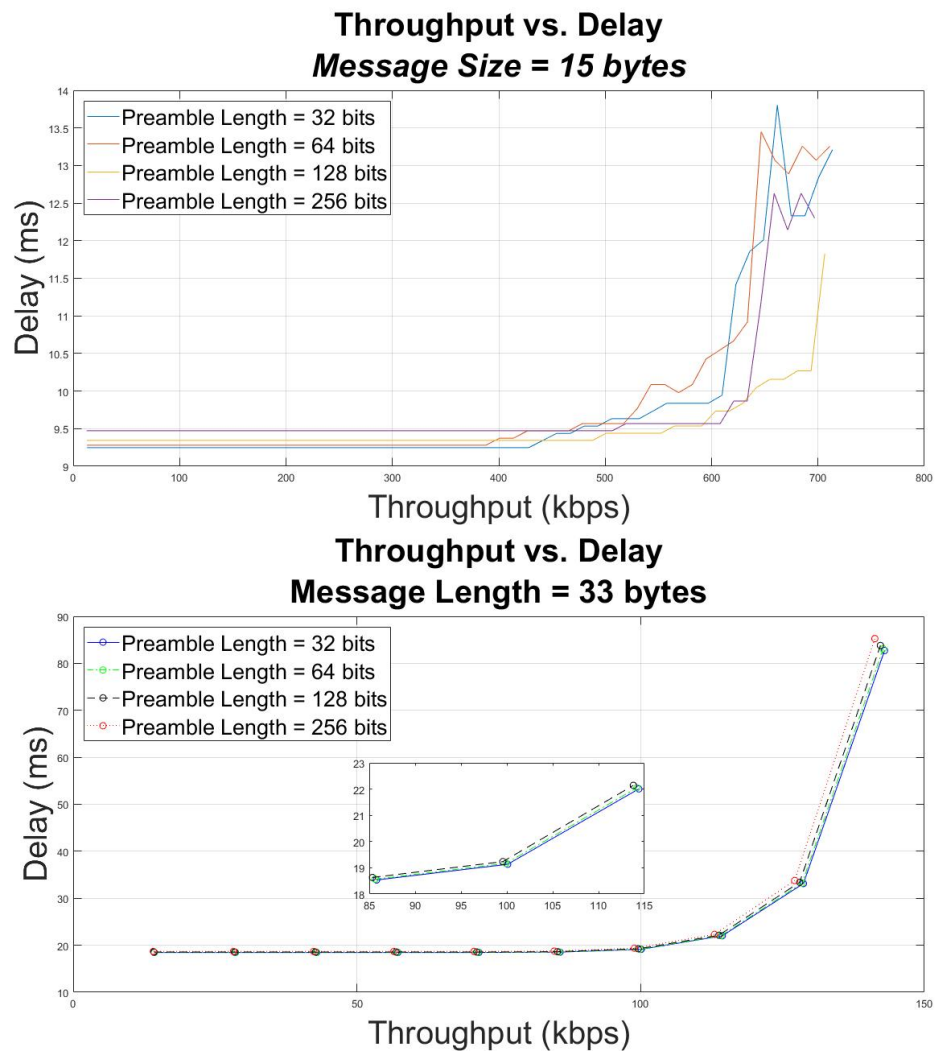 Throughput vs. Delay
Message Size = 15 bytes
14
13.5
13
12.5
12
11.5
11
10.5
10
9.5
9
Delay (ms)
Preamble Length = 32 bits
Preamble Length = 64 bits
Preamble Length = 128 bits
Preamble Length = 256 bits
0 100 200 300 400 500 600 700 800
Throughput (kbps)
Throughput vs. Delay
Message Length = 33 bytes
90
80
70
60
50
40
30
20
10
Delay (ms)
Preamble Length = 32 bits
Preamble Length = 64 bits
Preamble Length = 128 bits
Preamble Length = 256 bits
23
22
21
20
19
18
85 90 95 100 105 110 115
0 50 100 150
Throughput (kbps)